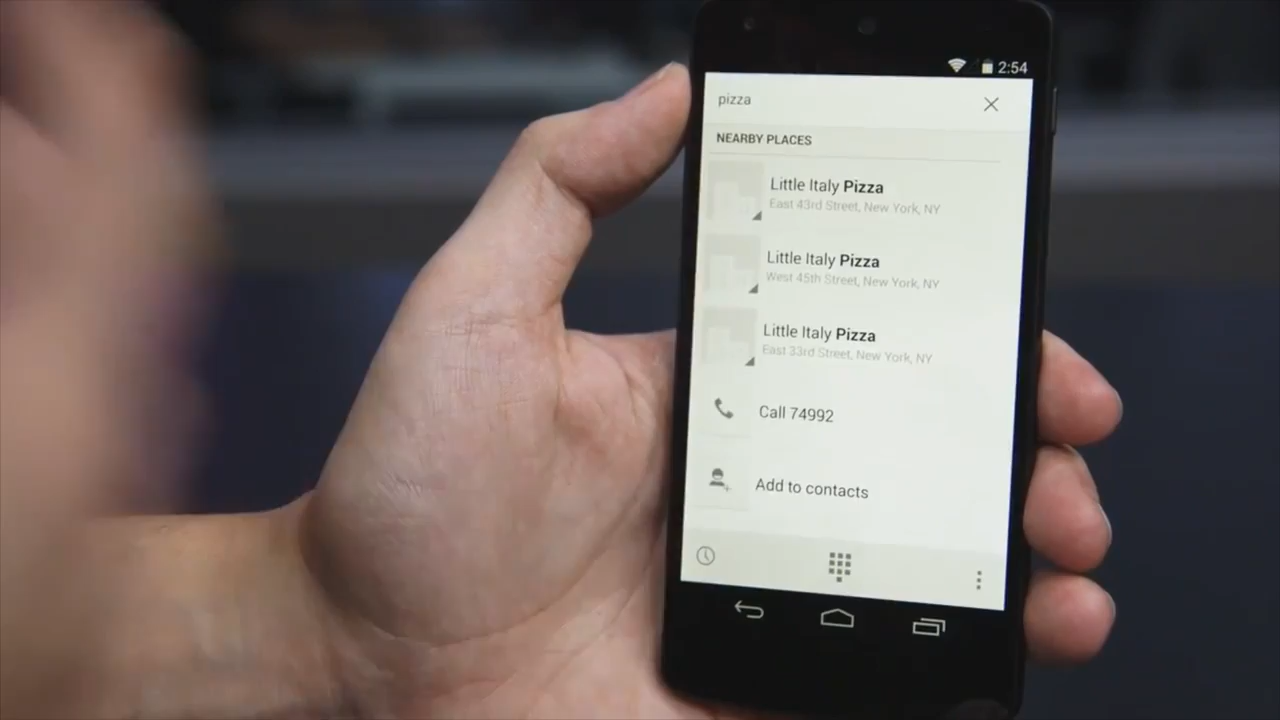 2:54
pizza
NEARBY PLACES
Little Italy Pizza
East 43rd Street, New York, NY
Little Italy Pizza
West 45th Street, New York, NY
Little Italy Pizza
East 33rd Street, New York, NY
Call 74992
Add to contacts